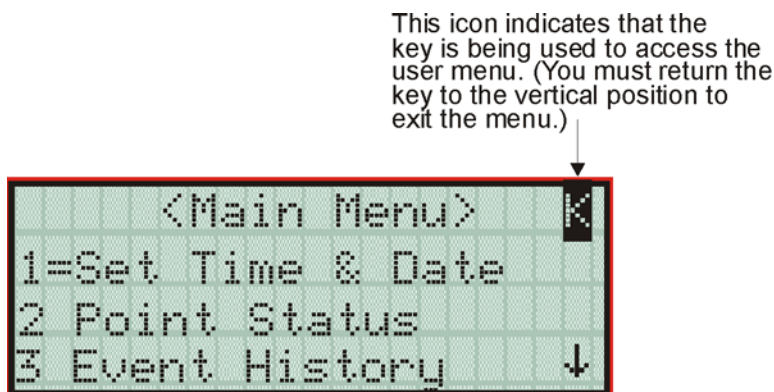 This icon indicates that the
key is being used to access the
user menu. (You must return the
key to the vertical position to
exit the menu.)
<Main Menu> K
1=Set Time & Date
2 Point Status
3 Event History ↓